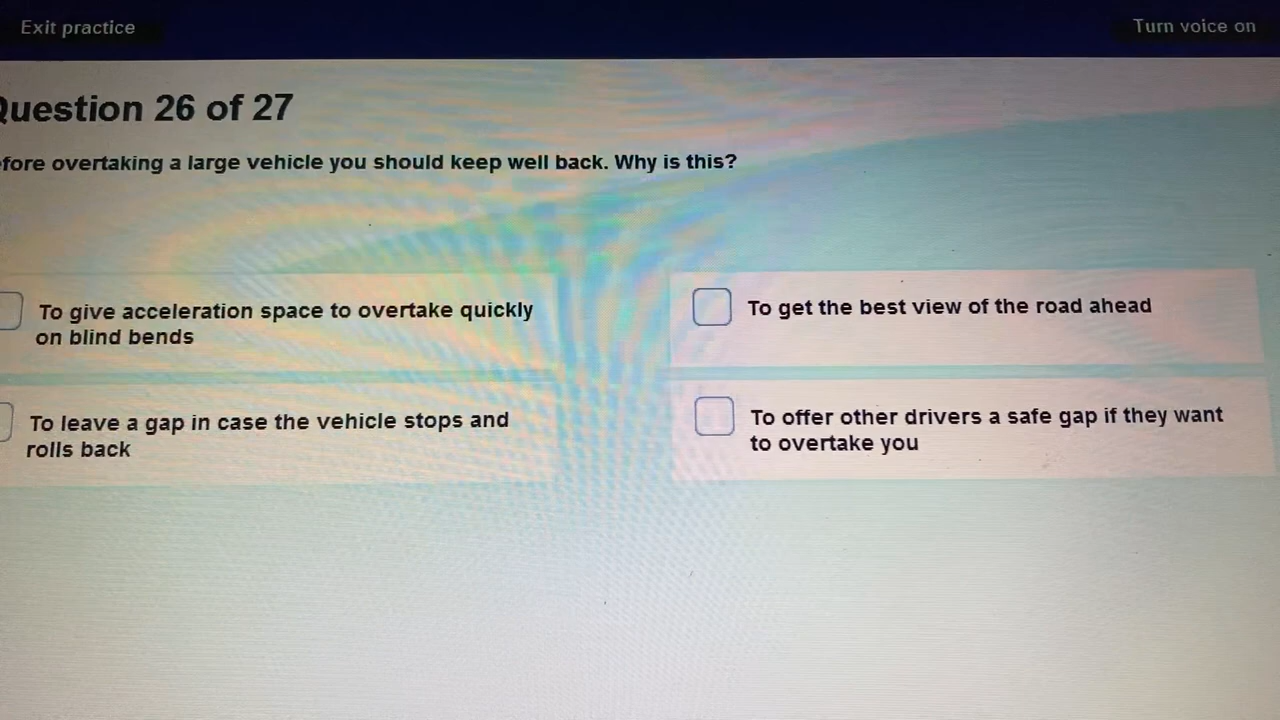 Exit practice
Turn voice on
Question 26 of 27
fore overtaking a large vehicle you should keep well back. Why is this?
To give acceleration space to overtake quickly
on blind bends
To get the best view of the road ahead
To leave a gap in case the vehicle stops and
rolls back
To offer other drivers a safe gap if they want
to overtake you